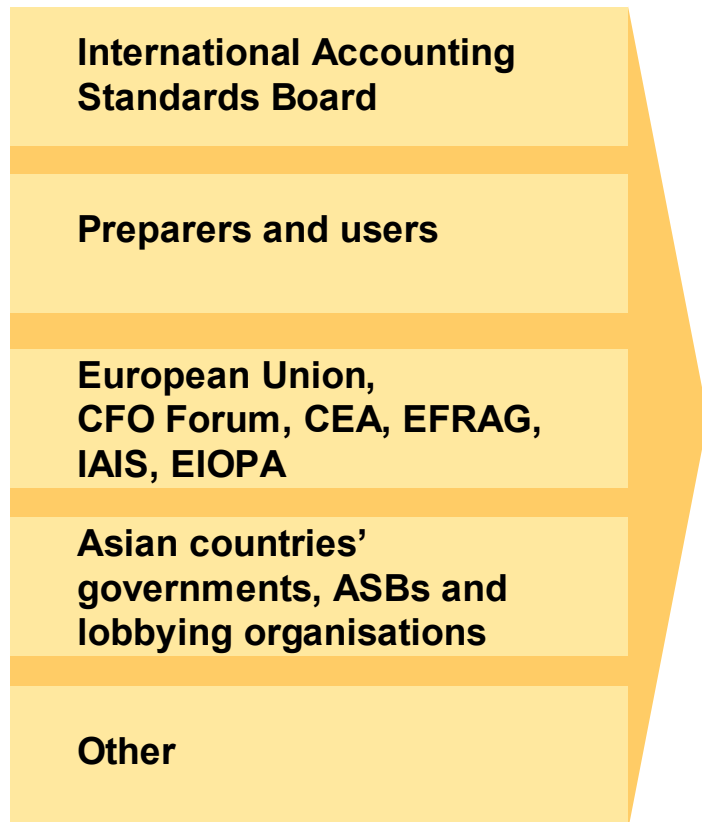 International Accounting
Standards Board
Preparers and users
European Union,
CFO Forum, CEA, EFRAG,
IAIS, EIOPA
Asian countries’
governments, ASBs and
lobbying organisations
Other